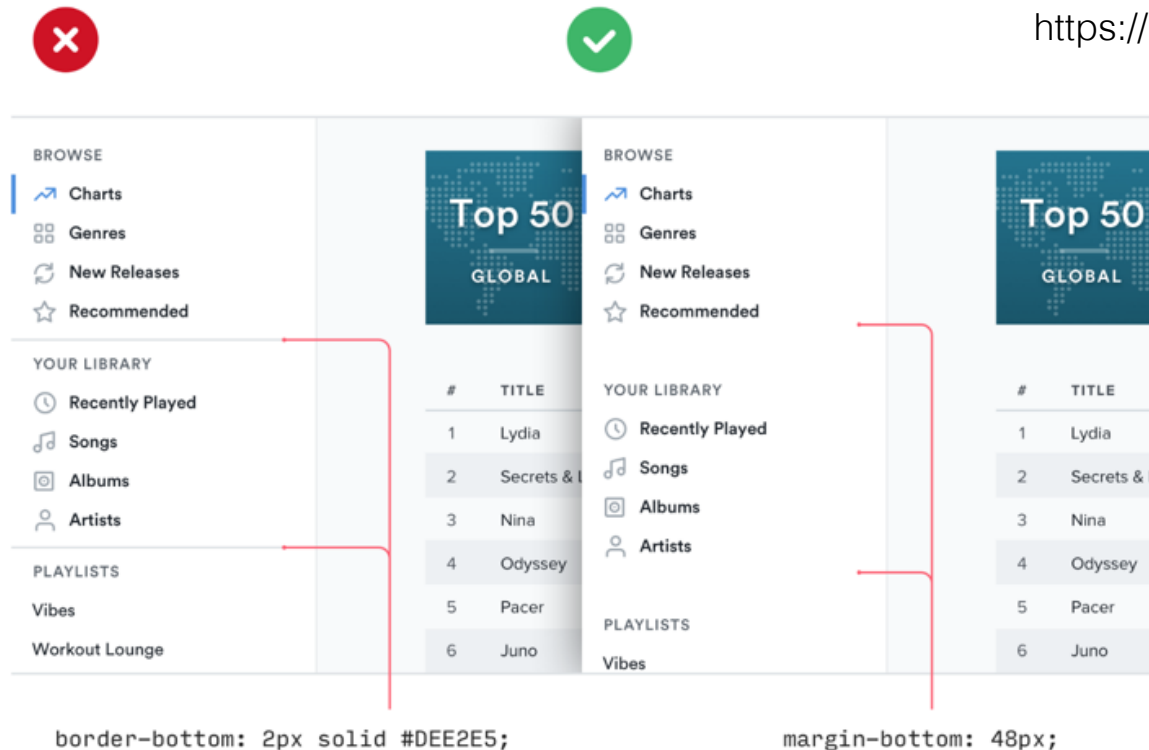 https://
BROWSE
Charts
Genres
New Releases
Recommended
YOUR LIBRARY
Recently Played
Songs
Albums
Artists
PLAYLISTS
Vibes
Workout Lounge
Top 50
GLOBAL
# TITLE
1 Lydia
2 Secrets &
3 Nina
4 Odyssey
5 Pacer
6 Juno
BROWSE
Charts
Genres
New Releases
Recommended
YOUR LIBRARY
Recently Played
Songs
Albums
Artists
PLAYLISTS
Vibes
Top 50
GLOBAL
# TITLE
1 Lydia
2 Secrets &
3 Nina
4 Odyssey
5 Pacer
6 Juno
border-bottom: 2px solid #DEE2E5;
margin-bottom: 48px;